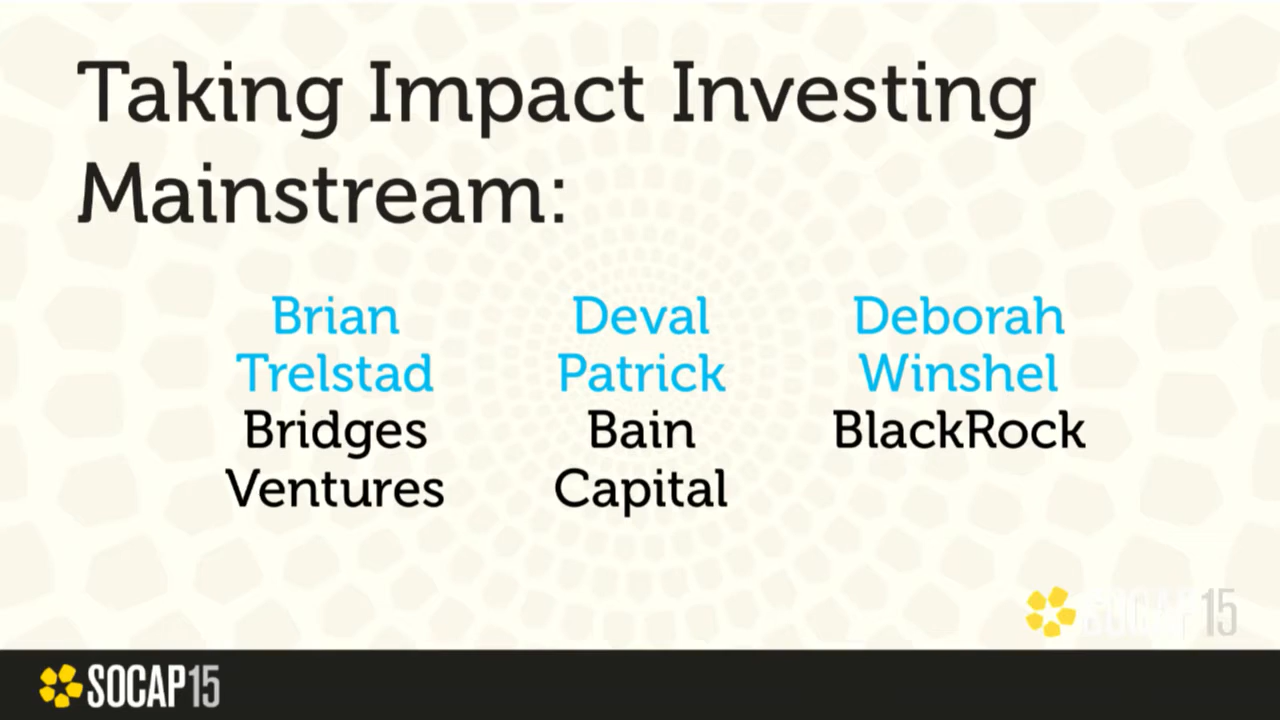 Taking Impact Investing
Mainstream:
Brian
Trelstad
Bridges
Ventures
Deval
Patrick
Bain
Capital
Deborah
Winshel
BlackRock
SOCAP15
SOCAP15